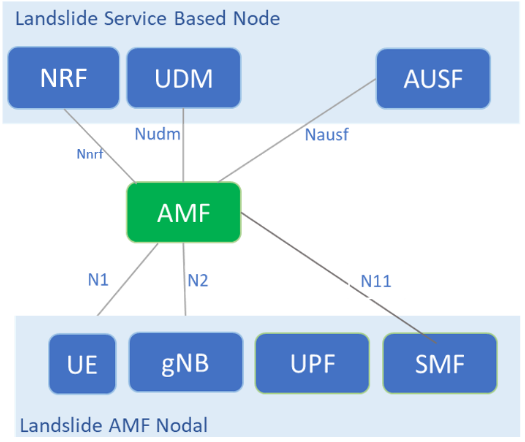 Landslide Service Based Node
NRF
UDM
AUSF
Nnrf
Nudm
Nausf
AMF
N1
N2
N11
UE
gNB
UPF
SMF
Landslide AMF Nodal